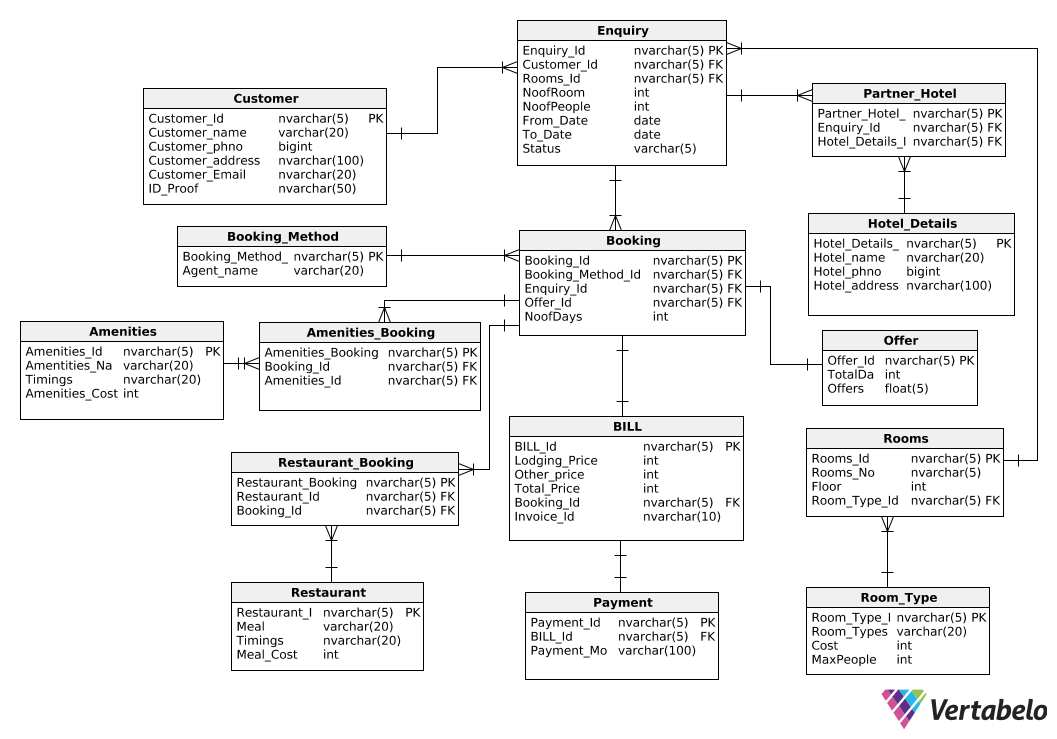 Enquiry
Enquiry_Id nvarchar(5) PK
Customer_Id nvarchar(5) FK
Rooms_Id nvarchar(5) FK
NoofRoom int
NoofPeople int
From_Date date
To_Date date
Status varchar(5)
Customer
Customer_Id nvarchar(5) PK
Customer_name varchar(20)
Customer_phno bigint
Customer_address nvarchar(100)
Customer_Email nvarchar(20)
ID_Proof nvarchar(50)
Partner_Hotel
Partner_Hotel_ nvarchar(5) PK
Enquiry_Id nvarchar(5) FK
Hotel_Details_I nvarchar(5) FK
Hotel_Details
Hotel_Details_ nvarchar(5) PK
Hotel_name nvarchar(20)
Hotel_phno bigint
Hotel_address nvarchar(100)
Booking_Method
Booking_Method_ nvarchar(5) PK
Agent_name varchar(20)
Booking
Booking_Id nvarchar(5) PK
Booking_Method_Id nvarchar(5) FK
Enquiry_Id nvarchar(5) FK
Offer_Id nvarchar(5) FK
NoofDays int
Amenities
Amenities_Id nvarchar(5) PK
Amentities_Na varchar(20)
Timings nvarchar(20)
Amenities_Cost int
Amenities_Booking
Amenities_Booking nvarchar(5) PK
Booking_Id nvarchar(5) FK
Amenities_Id nvarchar(5) FK
Offer
Offer_Id nvarchar(5) PK
TotalDa int
Offers float(5)
BILL
BILL_Id nvarchar(5) PK
Lodging_Price int
Other_price int
Total_Price int
Booking_Id nvarchar(5) FK
Invoice_Id nvarchar(10)
Rooms
Rooms_Id nvarchar(5) PK
Rooms_No nvarchar(5)
Floor int
Room_Type_Id nvarchar(5) FK
Restaurant_Booking
Restaurant_Booking nvarchar(5) PK
Restaurant_Id nvarchar(5) FK
Booking_Id nvarchar(5) FK
Restaurant
Restaurant_I nvarchar(5) PK
Meal varchar(20)
Timings nvarchar(20)
Meal_Cost int
Payment
Payment_Id nvarchar(5) PK
BILL_Id nvarchar(5) FK
Payment_Mo varchar(100)
Room_Type
Room_Type_I nvarchar(5) PK
Room_Types varchar(20)
Cost int
MaxPeople int
Vertabelo